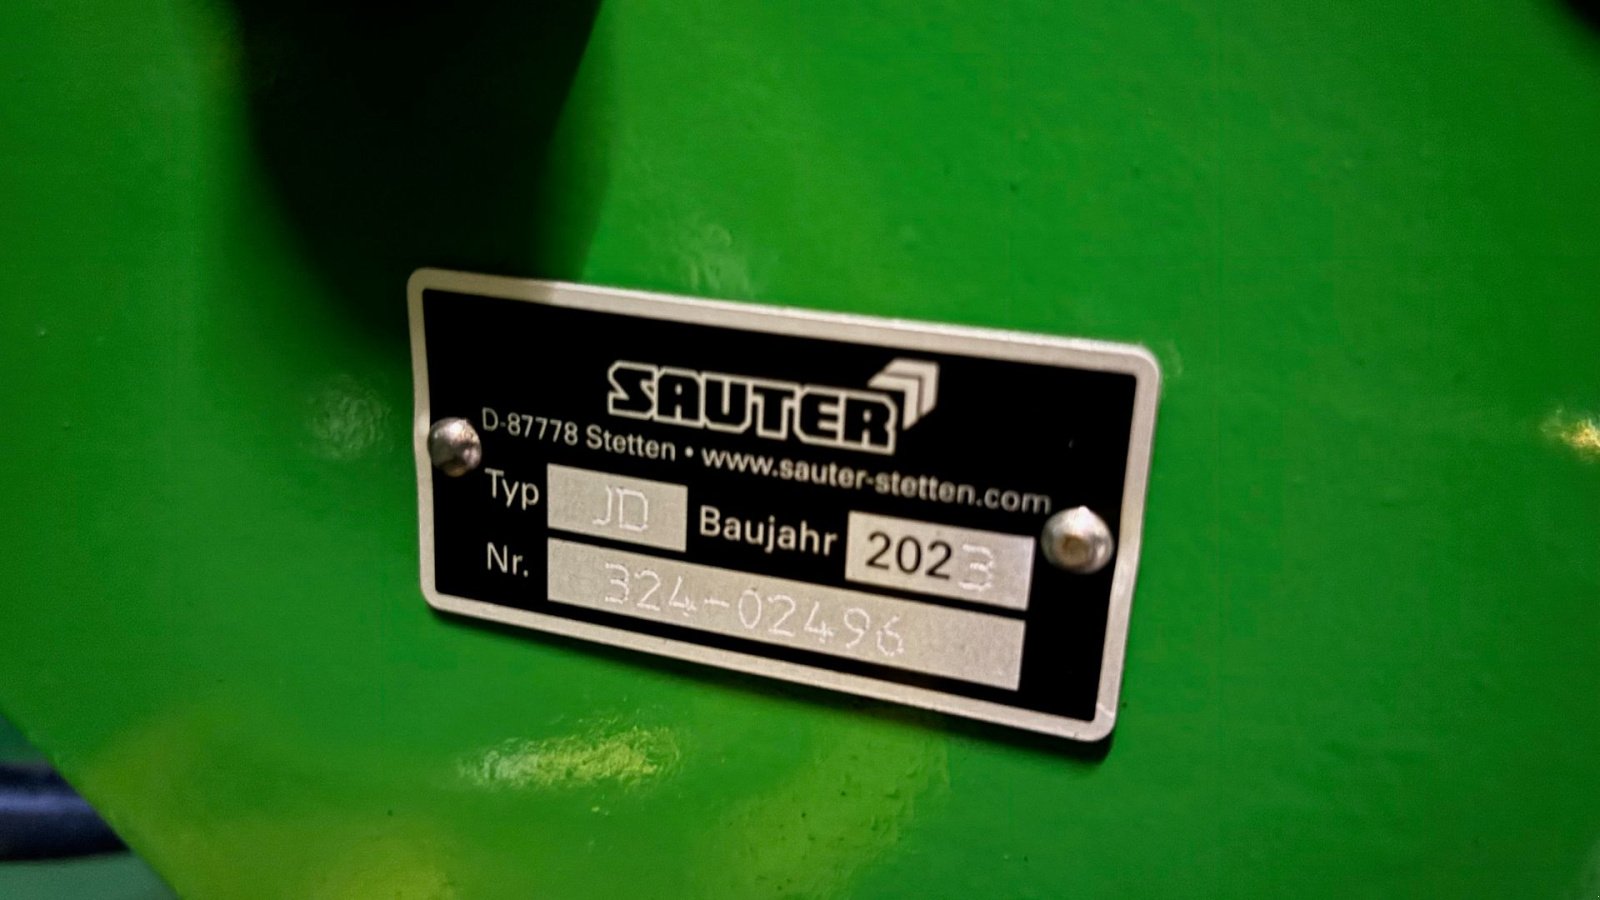 SAUTER
D-87778 Stetten • www.sauter-stetten.com
Typ JD Baujahr 2023
Nr. 324-02496